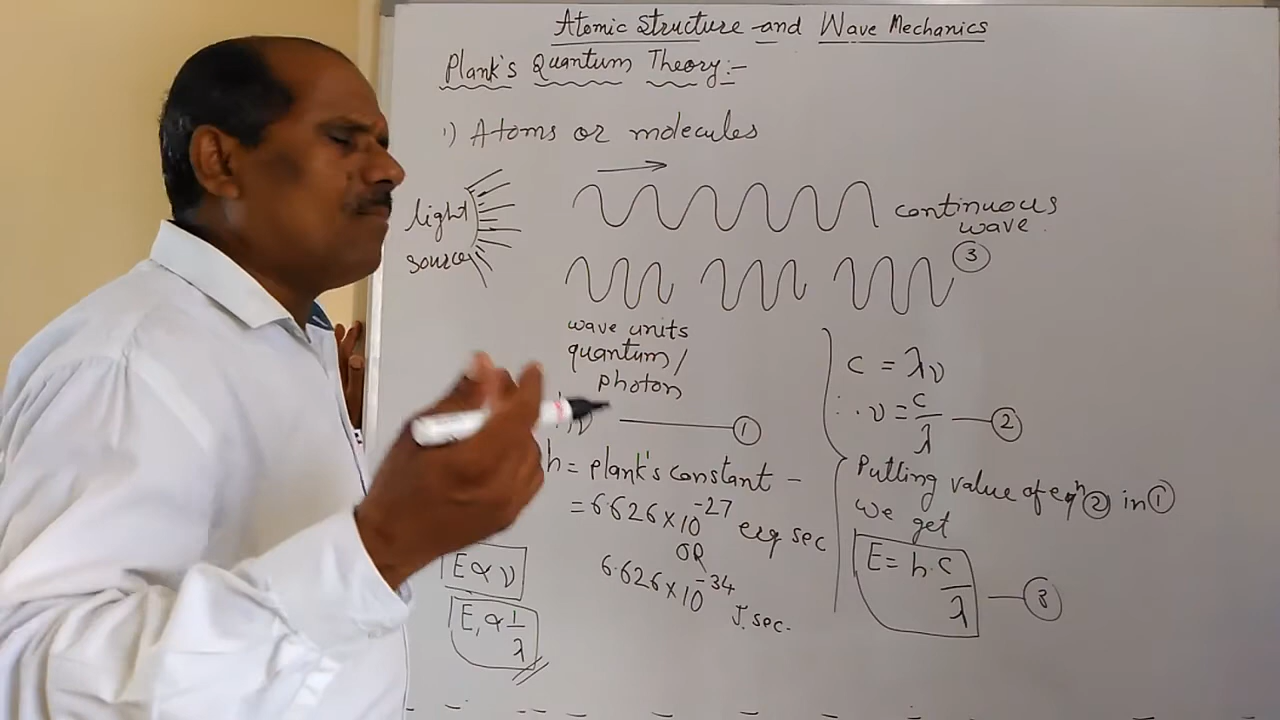 Atomic Structure and Wave Mechanics
Plank's Quantum Theory:-
1) Atoms or molecules
light
source
continuous
wave.
3
wave units
quantum/
photon
ν
1
h = plank's constant -
= 6.626 × 10⁻²⁷ erg sec
OR
6.626 × 10⁻³⁴
J. sec.
E ∝ ν
E, ∝ 1/λ
c = λν
∴ ν = c/λ — 2
Putting value of eqⁿ 2 in 1
we get
E = h. c/λ — 3